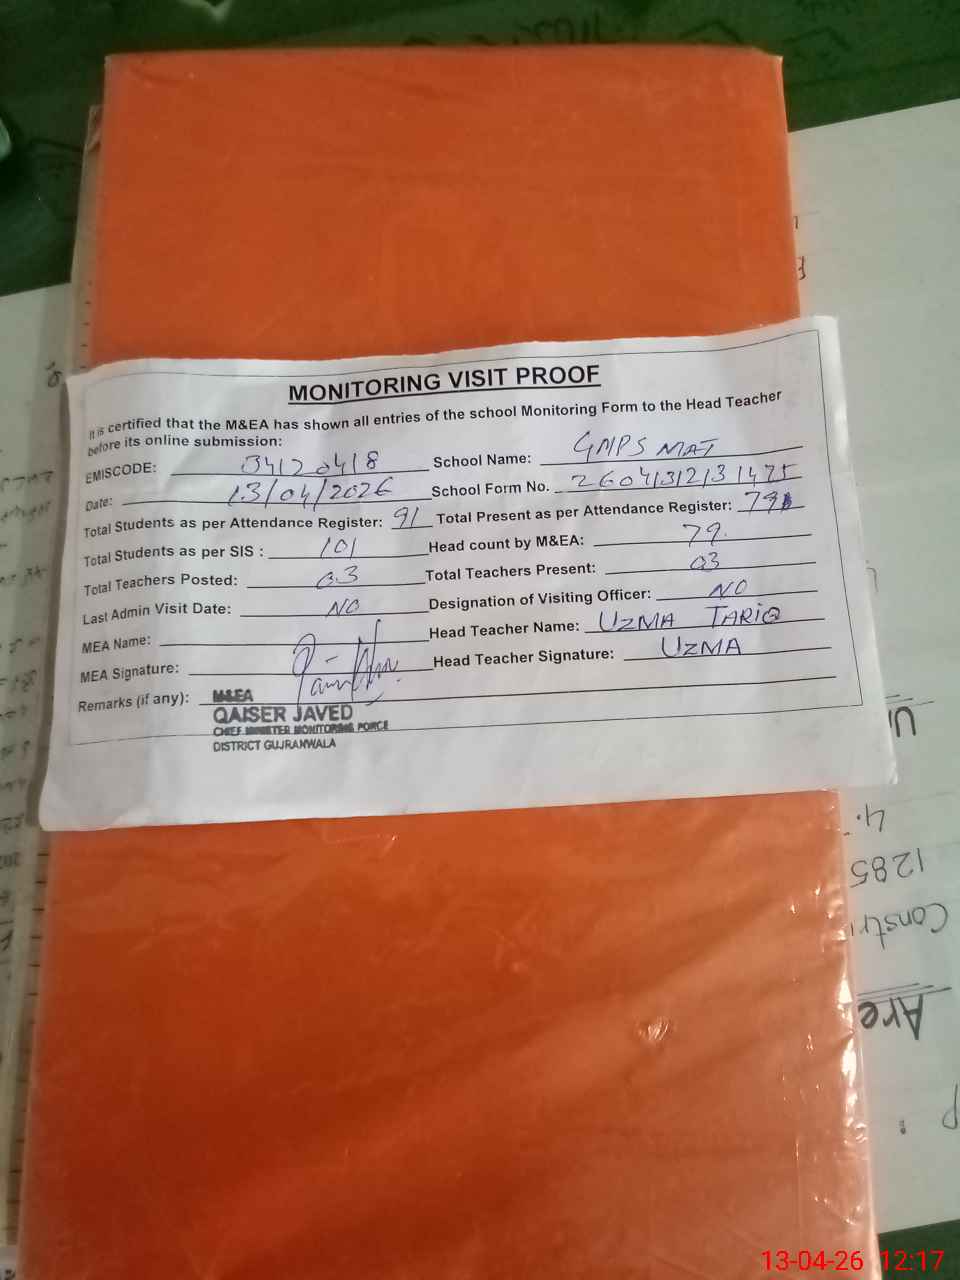 MONITORING VISIT PROOF
It is certified that the M&EA has shown all entries of the school Monitoring Form to the Head Teacher
before its online submission:
EMISCODE: 34120418 School Name: GMPS MAT
Date: 13/04/2026 School Form No. 26041312131475
Total Students as per Attendance Register: 91 Total Present as per Attendance Register: 79
Total Students as per SIS : 101 Head count by M&EA: 79
Total Teachers Posted: 03 Total Teachers Present: 03
Last Admin Visit Date: NO Designation of Visiting Officer: NO
MEA Name: Head Teacher Name: UZMA TARIQ
MEA Signature: Head Teacher Signature: UZMA
Remarks (if any):
M&EA
QAISER JAVED
CHIEF MINISTER MONITORING FORCE
DISTRICT GUJRANWALA
4.
1285
Constr
Are
13-04-26 12:17